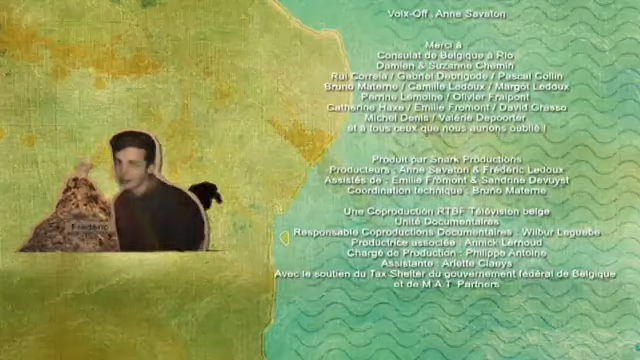 Voix-Off : Anne Savaton
Merci à
Consulat de Belgique à Rio
Damien & Suzanne Chemin
Rui Correia / Gabriel Debrigode / Pascal Collin
Bruno Materne / Camille Ledoux / Margot Ledoux
Perrine Lemoine / Olivier Fraipont
Catherine Haxe / Emilie Fromont / David Grasso
Michel Denis / Valérie Depoorter
et à tous ceux que nous aurions oublié !
Produit par Snark Productions
Producteurs : Anne Savaton & Frédéric Ledoux
Assistés de : Emilie Fromont & Sandrine Devuyst
Coordination technique : Bruno Materne
Une Coproduction RTBF Télévision belge
Unité Documentaires
Responsable Coproductions Documentaires : Wilbur Leguebe
Productrice associée : Annick Lernoud
Chargé de Production : Philippe Antoine
Assistante : Arlette Claeys
Avec le soutien du Tax Shelter du gouvernement fédéral de Belgique
et de M.A.T. Partners
Frédéric